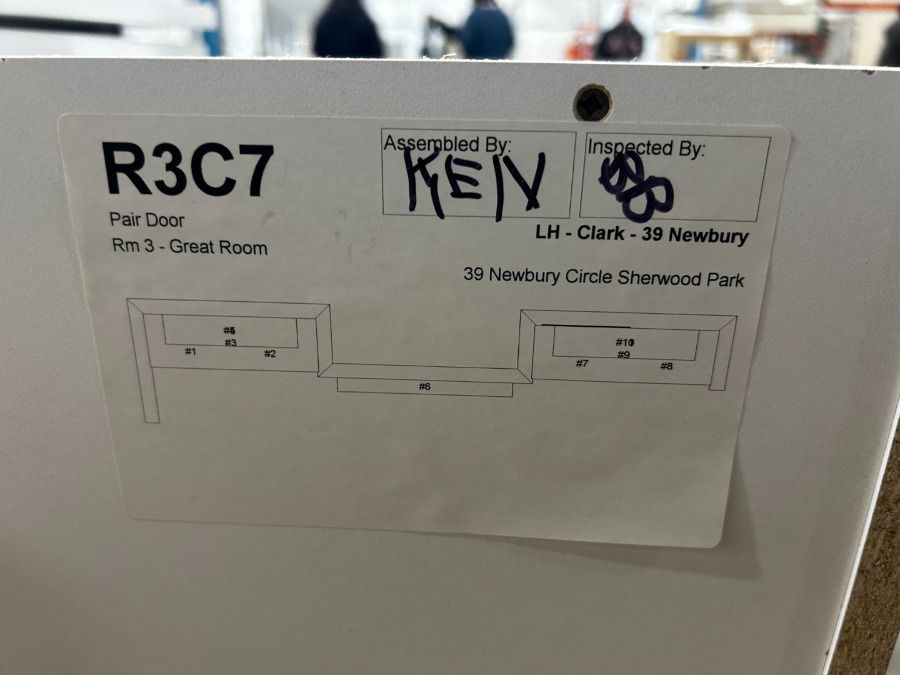 R3C7
Pair Door
Rm 3 - Great Room
Assembled By:
KEN
Inspected By:
LH - Clark - 39 Newbury
39 Newbury Circle Sherwood Park
#3
#1
#2
#6
#10
#9
#7
#8